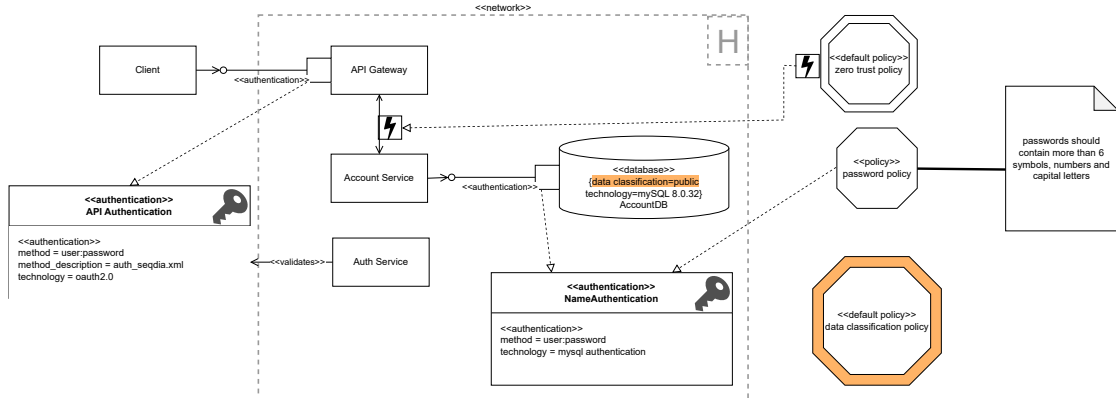 <<network>>
H
Client
<<authentication>>
API Gateway
<<default policy>>
zero trust policy
passwords should
contain more than 6
symbols, numbers and
capital letters
<<policy>>
password policy
Account Service
<<authentication>>
<<database>>
{data classification=public
technology=mySQL 8.0.32}
AccountDB
<<authentication>>
API Authentication
<<authentication>>
method = user:password
method_description = auth_seqdia.xml
technology = oauth2.0
<<validates>>
Auth Service
<<authentication>>
NameAuthentication
<<authentication>>
method = user:password
technology = mysql authentication
<<default policy>>
data classification policy